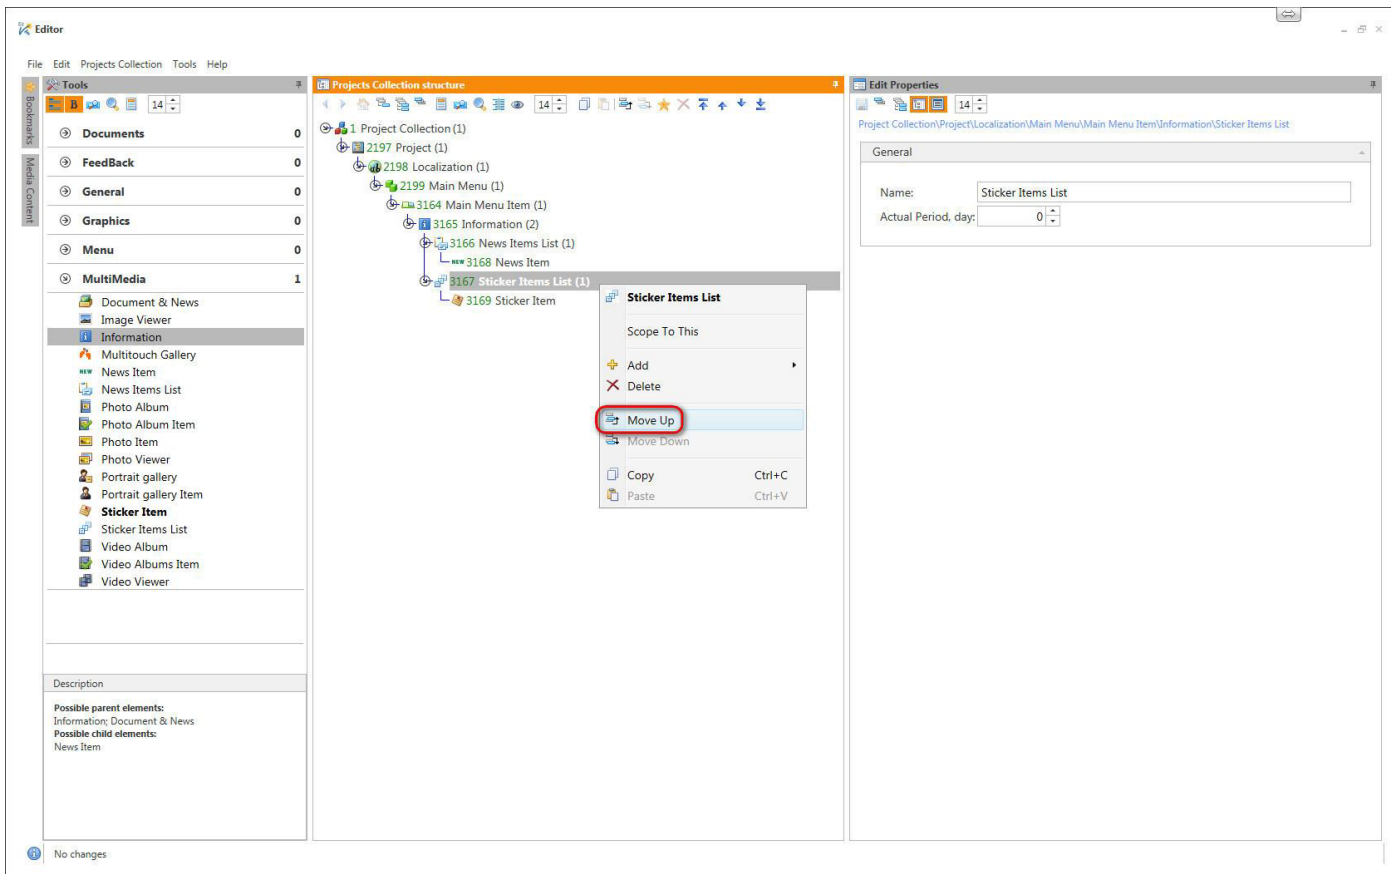 Editor
File Edit Projects Collection Tools Help
Bookmarks
Media Content
Tools
B 14
Documents 0
FeedBack 0
General 0
Graphics 0
Menu 0
MultiMedia 1
Document & News
Image Viewer
Information
Multitouch Gallery
NEW News Item
News Items List
Photo Album
Photo Album Item
Photo Item
Photo Viewer
Portrait gallery
Portrait gallery Item
Sticker Item
Sticker Items List
Video Album
Video Albums Item
Video Viewer
Description
Possible parent elements:
Information; Document & News
Possible child elements:
News Item
Projects Collection structure
14
1 Project Collection (1)
2197 Project (1)
2198 Localization (1)
2199 Main Menu (1)
3164 Main Menu Item (1)
3165 Information (2)
3166 News Items List (1)
NEW 3168 News Item
3167 Sticker Items List (1)
3169 Sticker Item
Sticker Items List
Scope To This
Add
Delete
Move Up
Move Down
Copy Ctrl+C
Paste Ctrl+V
Edit Properties
14
Project Collection\Project\Localization\Main Menu\Main Menu Item\Information\Sticker Items List
General
Name: Sticker Items List
Actual Period, day: 0
No changes